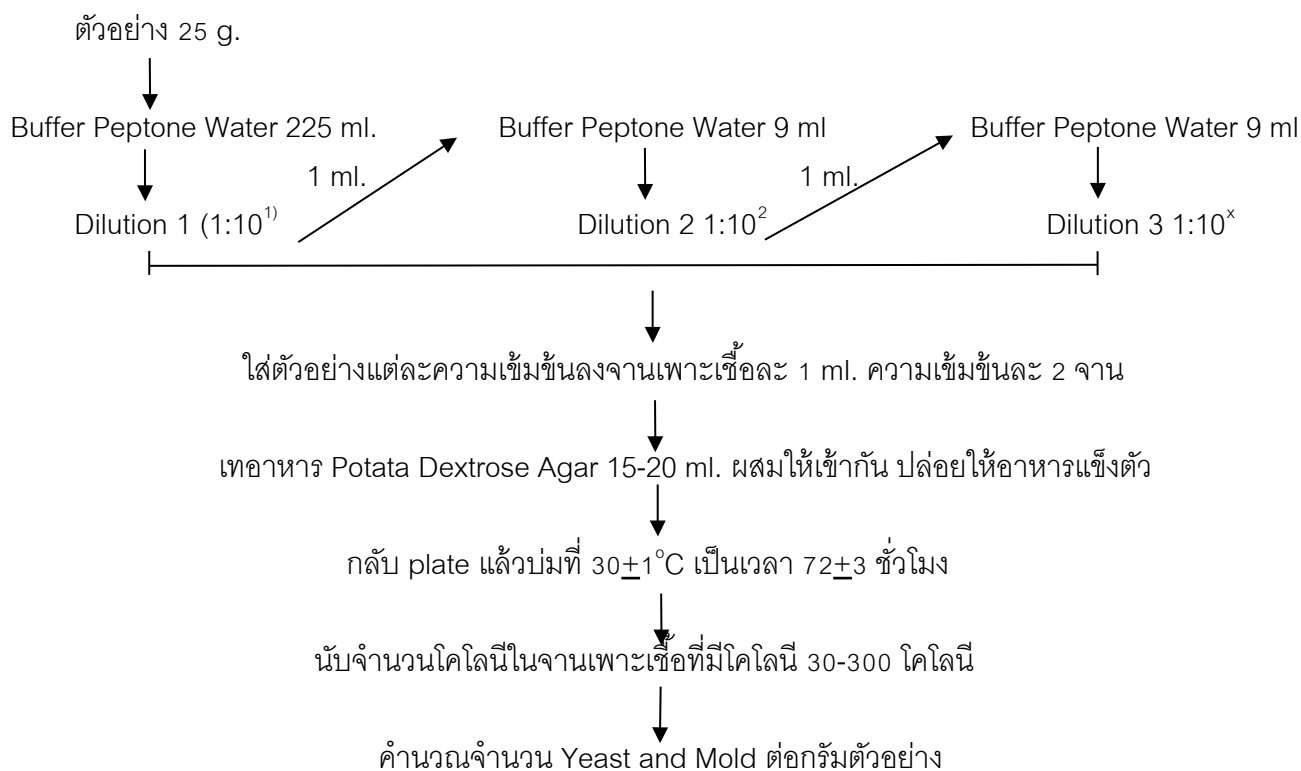 ตัวอย่าง 25 g.
Buffer Peptone Water 225 ml. Buffer Peptone Water 9 ml Buffer Peptone Water 9 ml
1 ml. 1 ml.
Dilution 1 (1:10¹⁾ Dilution 2 1:10² Dilution 3 1:10ˣ
ใส่ตัวอย่างแต่ละความเข้มข้นลงจานเพาะเชื้อละ 1 ml. ความเข้มข้นละ 2 จาน
เทอาหาร Potata Dextrose Agar 15-20 ml. ผสมให้เข้ากัน ปล่อยให้อาหารแข็งตัว
กลับ plate แล้วบ่มที่ 30±1°C เป็นเวลา 72±3 ชั่วโมง
นับจำนวนโคโลนีในจานเพาะเชื้อที่มีโคโลนี 30-300 โคโลนี
คำนวณจำนวน Yeast and Mold ต่อกรัมตัวอย่าง